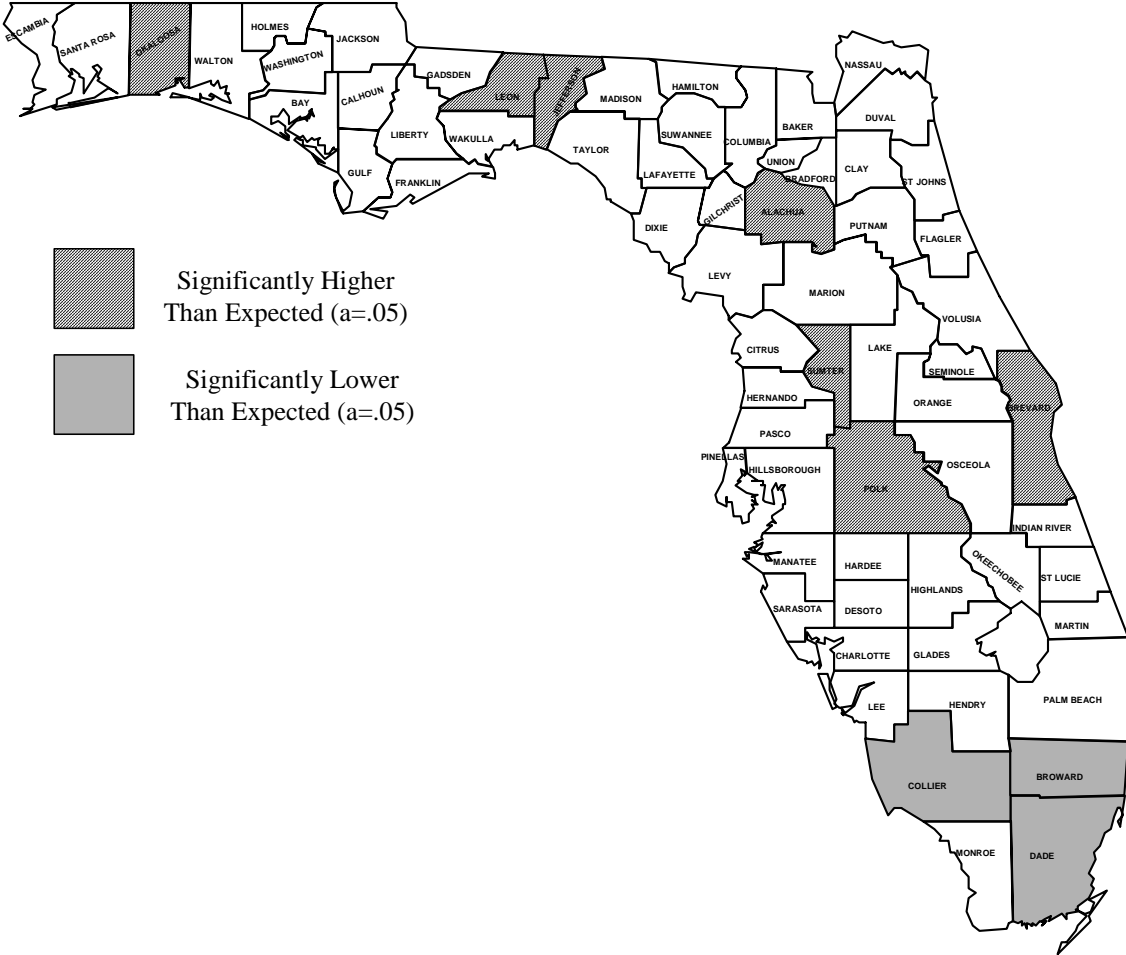 ESCAMBIA
SANTA ROSA
OKALOOSA
WALTON
HOLMES
WASHINGTON
JACKSON
BAY
CALHOUN
GULF
GADSDEN
LIBERTY
FRANKLIN
LEON
WAKULLA
JEFFERSON
MADISON
TAYLOR
HAMILTON
SUWANNEE
LAFAYETTE
DIXIE
COLUMBIA
GILCHRIST
BAKER
UNION
BRADFORD
ALACHUA
LEVY
NASSAU
DUVAL
CLAY
ST JOHNS
PUTNAM
FLAGLER
MARION
VOLUSIA
CITRUS
SUMTER
LAKE
SEMINOLE
HERNANDO
ORANGE
BREVARD
PASCO
PINELLAS
HILLSBOROUGH
POLK
OSCEOLA
INDIAN RIVER
MANATEE
HARDEE
HIGHLANDS
OKEECHOBEE
ST LUCIE
SARASOTA
DESOTO
MARTIN
CHARLOTTE
GLADES
LEE
HENDRY
PALM BEACH
COLLIER
BROWARD
MONROE
DADE
Significantly Higher
Than Expected (a=.05)
Significantly Lower
Than Expected (a=.05)